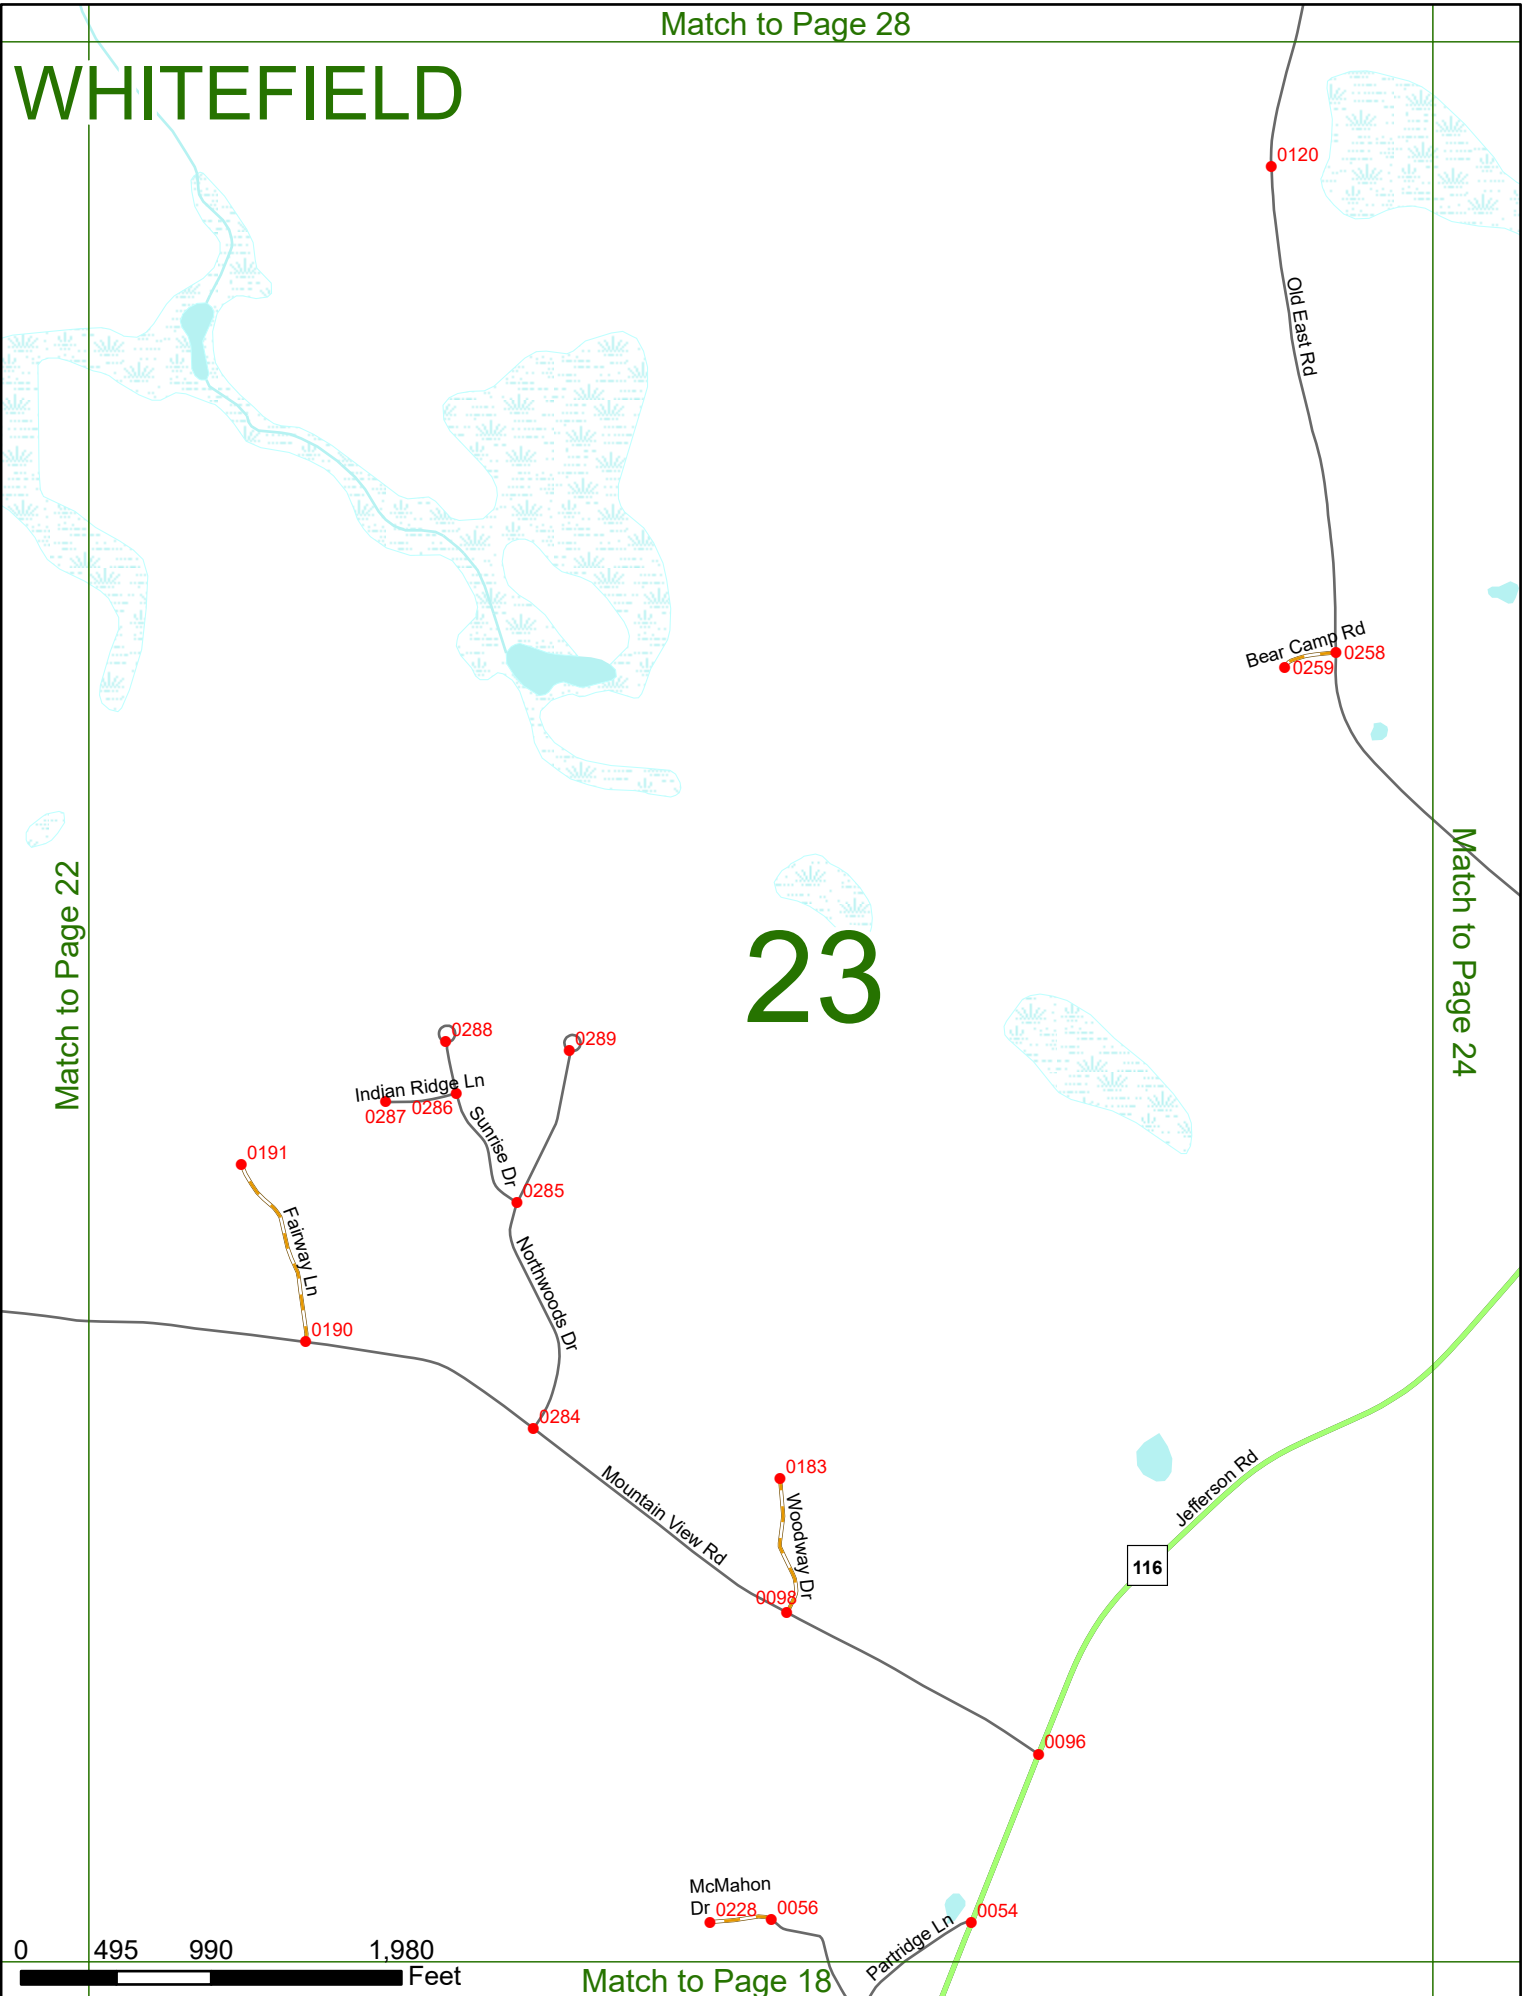 Match to Page 28
WHITEFIELD
0120
Old East Rd
Bear Camp Rd
0258
0259
Match to Page 22
Match to Page 24
23
0288
0289
Indian Ridge Ln
0287
0286
Sunrise Dr
0191
0285
Fairway Ln
Northwoods Dr
0190
0284
0183
Mountain View Rd
Woodway Dr
Jefferson Rd
116
0098
0096
McMahon
Dr
0228
0056
0054
Partridge Ln
0 495 990 1,980
Feet
Match to Page 18